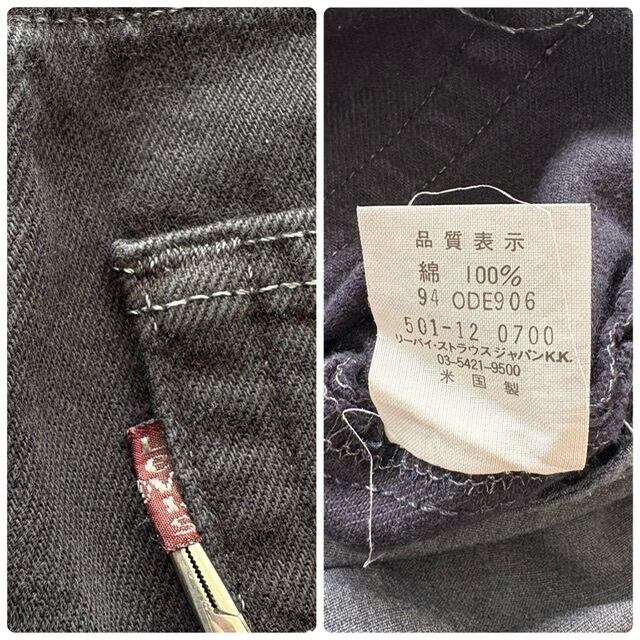 LEVI'S
品質表示
綿 100%
94 ODE906
501-12 0700
リーバイ・ストラウスジャパンK.K.
03-5421-9500
米国製